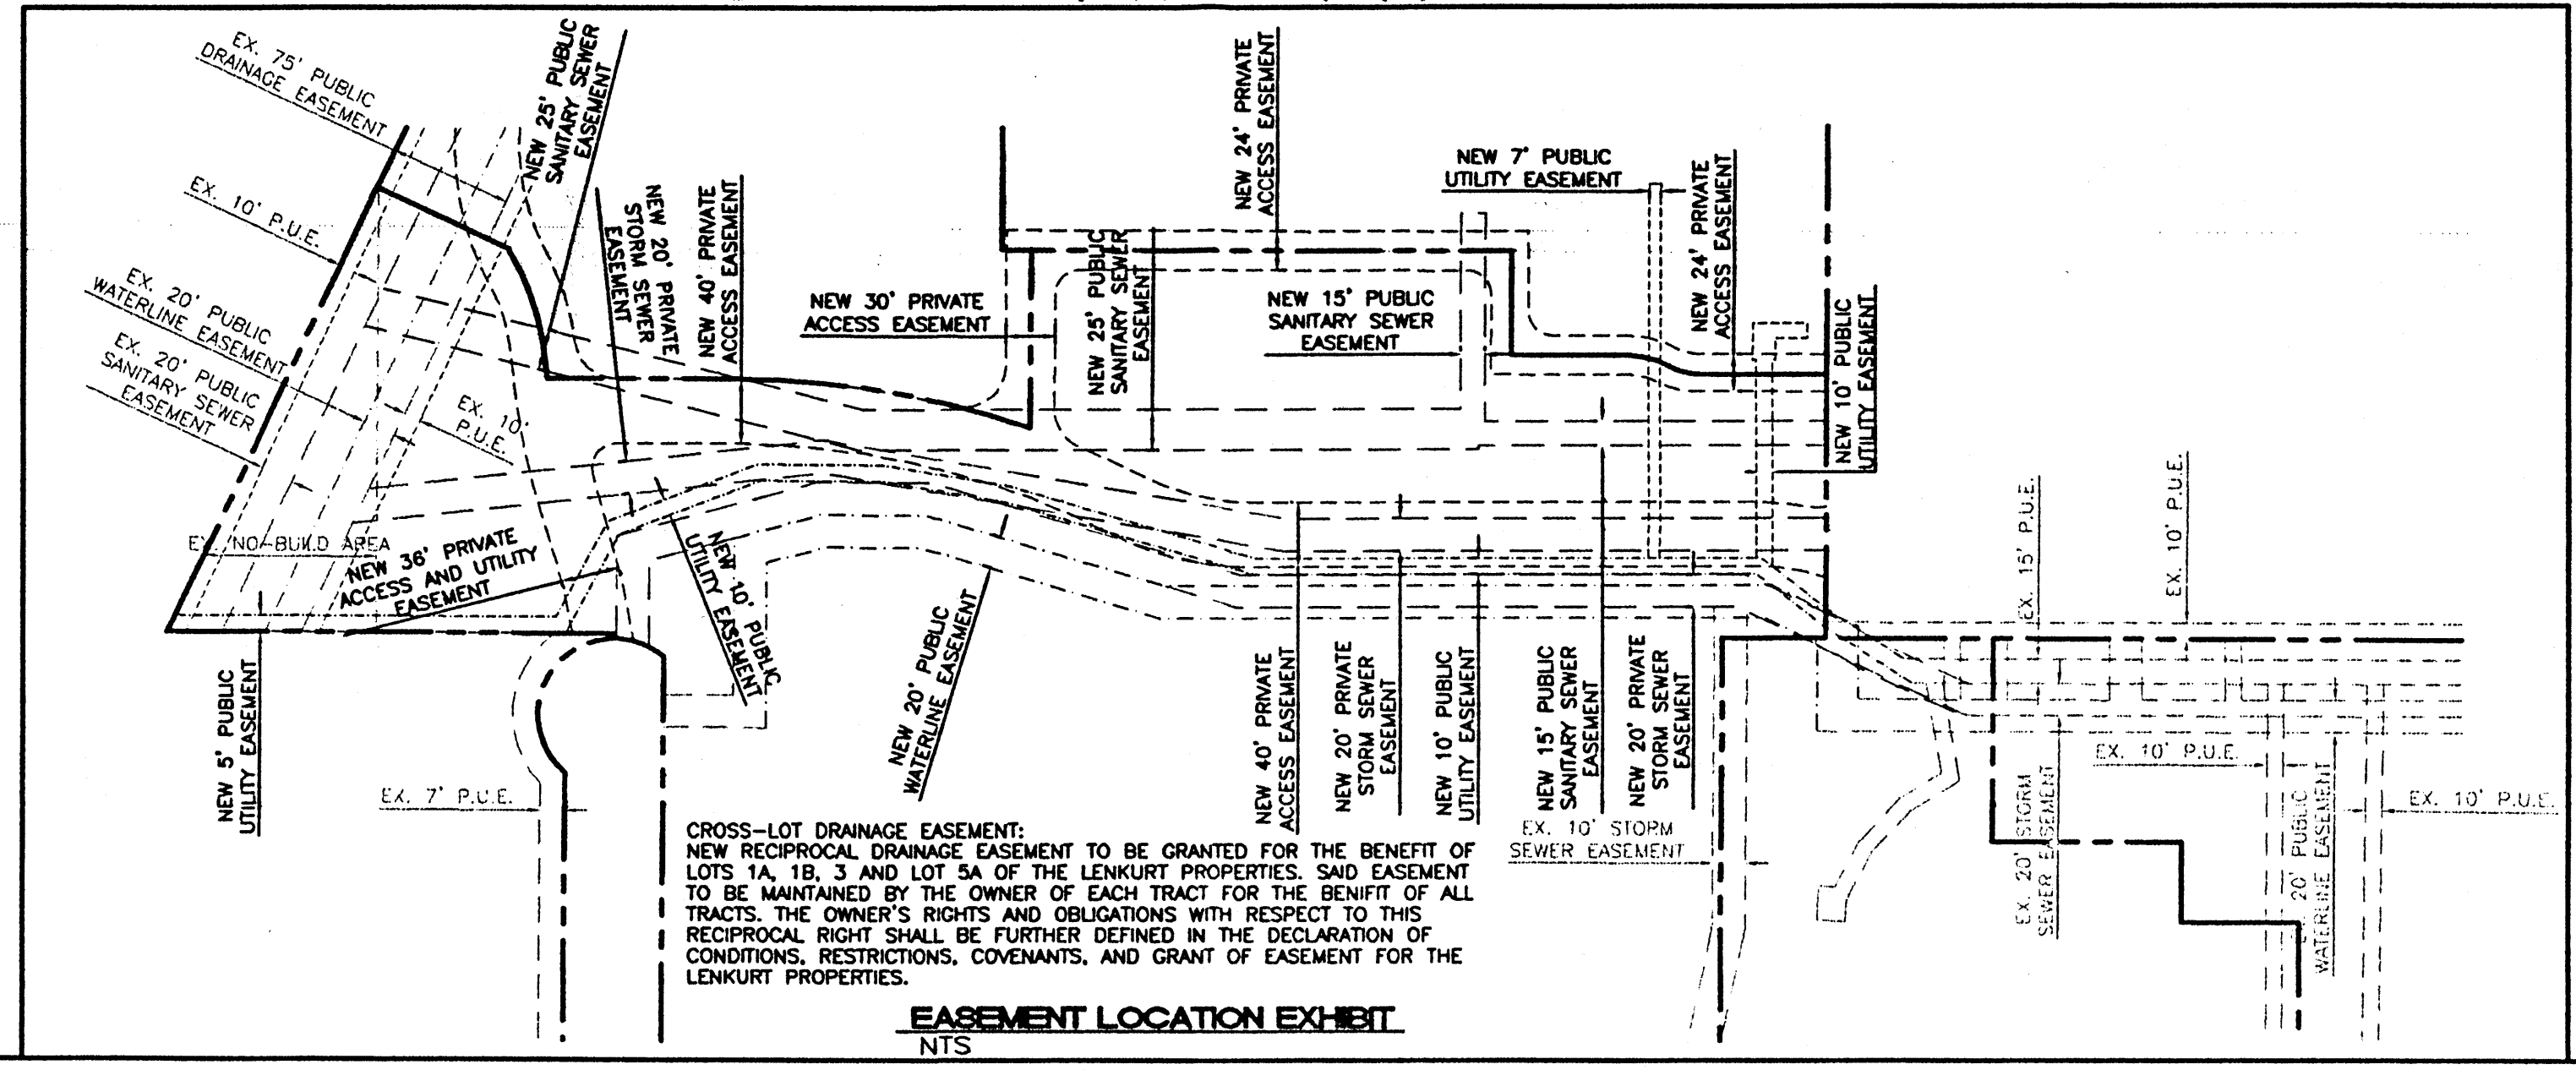 EX. 75' PUBLIC
DRAINAGE EASEMENT
NEW 25' PUBLIC
SANITARY SEWER
EASEMENT
EX. 10' P.U.E.
EX. 20' PUBLIC
WATERLINE EASEMENT
EX. 20' PUBLIC
SANITARY SEWER
EASEMENT
EX. 10'
P.U.E.
NEW 20' PRIVATE
STORM SEWER
EASEMENT
NEW 40' PRIVATE
ACCESS EASEMENT
NEW 30' PRIVATE
ACCESS EASEMENT
NEW 25' PUBLIC
SANITARY SEWER
EASEMENT
NEW 24' PRIVATE
ACCESS EASEMENT
NEW 15' PUBLIC
SANITARY SEWER
EASEMENT
NEW 7' PUBLIC
UTILITY EASEMENT
NEW 24' PRIVATE
ACCESS EASEMENT
NEW 10' PUBLIC
UTILITY EASEMENT
EX. NO-BUILD AREA
NEW 36' PRIVATE
ACCESS AND UTILITY
EASEMENT
NEW 10' PUBLIC
UTILITY EASEMENT
NEW 20' PUBLIC
WATERLINE EASEMENT
NEW 5' PUBLIC
UTILITY EASEMENT
EX. 7' P.U.E.
NEW 40' PRIVATE
ACCESS EASEMENT
NEW 20' PRIVATE
STORM SEWER
EASEMENT
NEW 10' PUBLIC
UTILITY EASEMENT
NEW 15' PUBLIC
SANITARY SEWER
EASEMENT
NEW 20' PRIVATE
STORM SEWER
EASEMENT
EX. 15' P.U.E.
EX. 10' P.U.E.
EX. 10' STORM
SEWER EASEMENT
EX. 20' STORM
SEWER EASEMENT
EX. 10' P.U.E.
20' PUBLIC
WATERLINE EASEMENT
EX. 10' P.U.E.
CROSS-LOT DRAINAGE EASEMENT:
NEW RECIPROCAL DRAINAGE EASEMENT TO BE GRANTED FOR THE BENEFIT OF
LOTS 1A, 1B, 3 AND LOT 5A OF THE LENKURT PROPERTIES. SAID EASEMENT
TO BE MAINTAINED BY THE OWNER OF EACH TRACT FOR THE BENIFIT OF ALL
TRACTS. THE OWNER'S RIGHTS AND OBLIGATIONS WITH RESPECT TO THIS
RECIPROCAL RIGHT SHALL BE FURTHER DEFINED IN THE DECLARATION OF
CONDITIONS, RESTRICTIONS, COVENANTS, AND GRANT OF EASEMENT FOR THE
LENKURT PROPERTIES.
EASEMENT LOCATION EXHIBIT
NTS